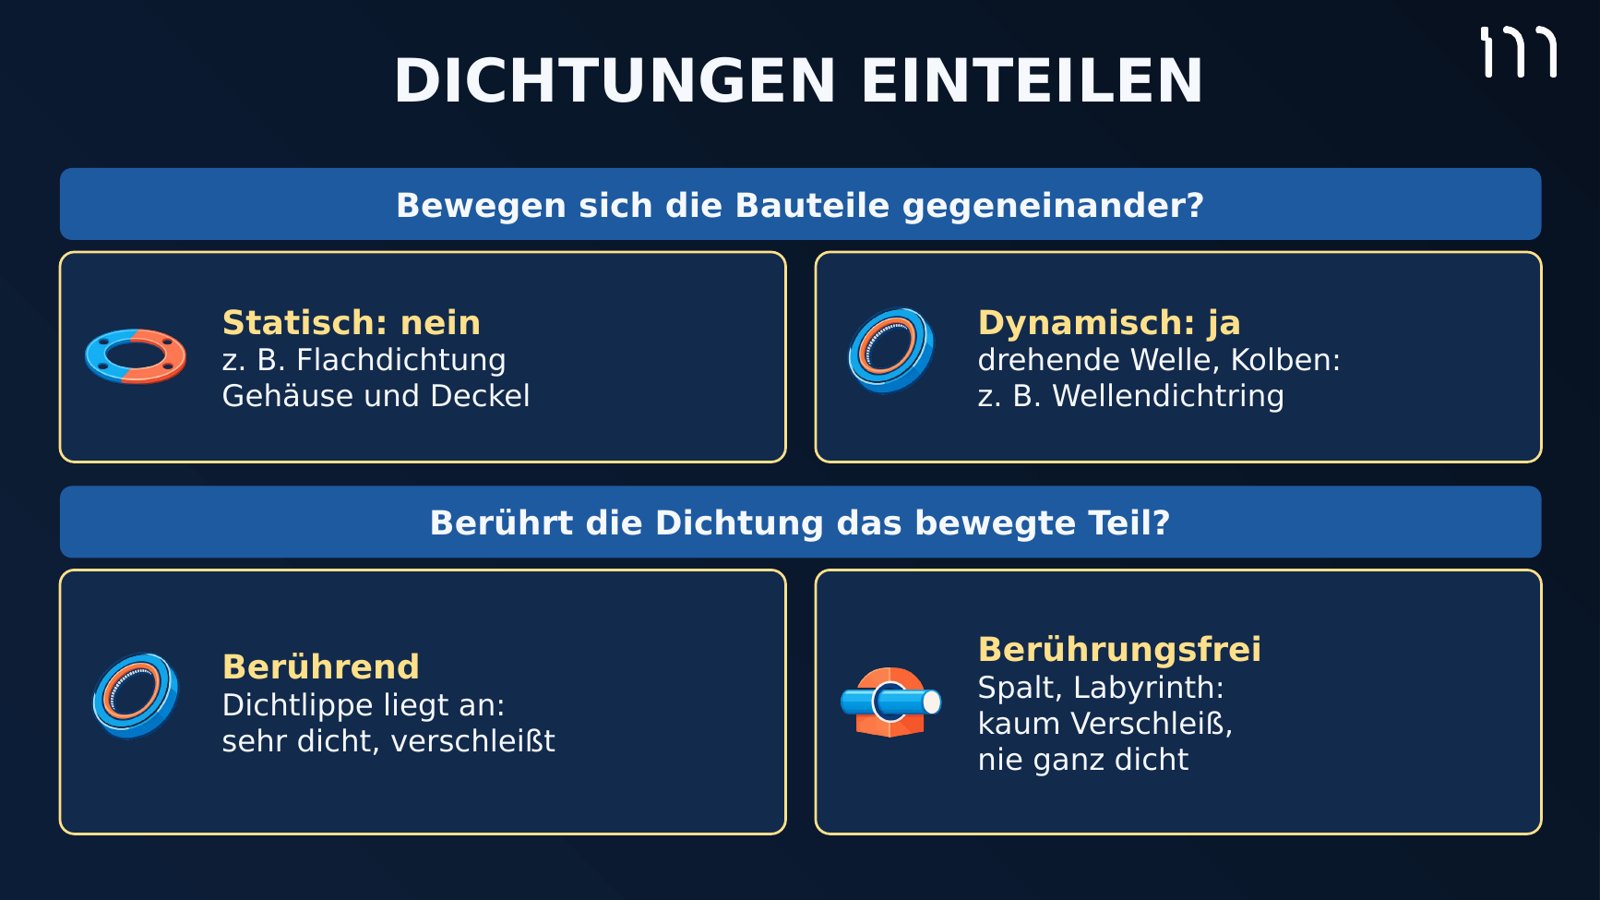 DICHTUNGEN EINTEILEN
Bewegen sich die Bauteile gegeneinander?
Statisch: nein
z. B. Flachdichtung
Gehäuse und Deckel
Dynamisch: ja
drehende Welle, Kolben:
z. B. Wellendichtring
Berührt die Dichtung das bewegte Teil?
Berührend
Dichtlippe liegt an:
sehr dicht, verschleißt
Berührungsfrei
Spalt, Labyrinth:
kaum Verschleiß,
nie ganz dicht